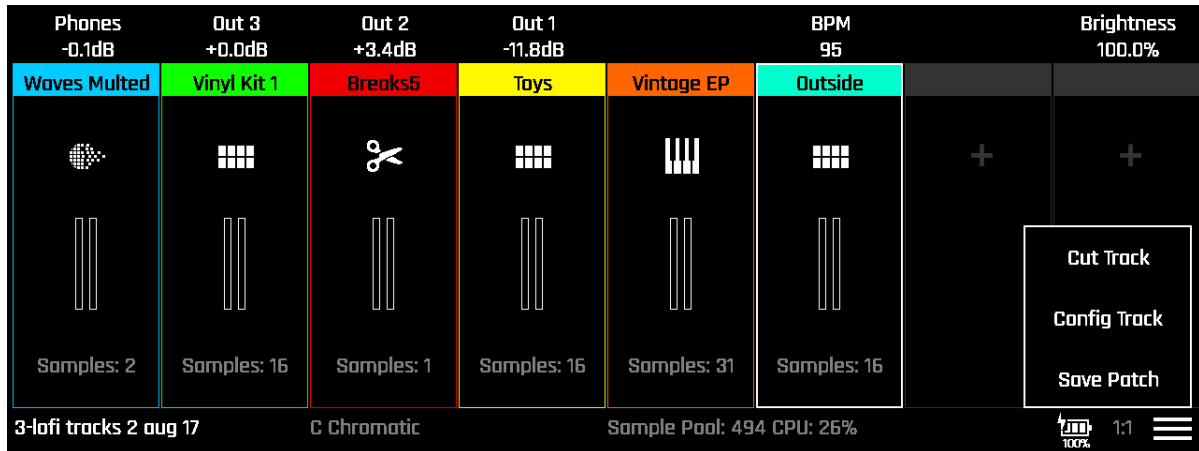 Phones Out 3 Out 2 Out 1 BPM Brightness
-0.1dB +0.0dB +3.4dB -11.8dB 95 100.0%
Waves Multed Vinyl Kit 1 Breaks5 Toys Vintage EP Outside
+ +
Cut Track
Config Track
Samples: 2 Samples: 16 Samples: 1 Samples: 16 Samples: 31 Samples: 16
Save Patch
3-lofi tracks 2 aug 17 C Chromatic Sample Pool: 494 CPU: 26% 1:1
100%